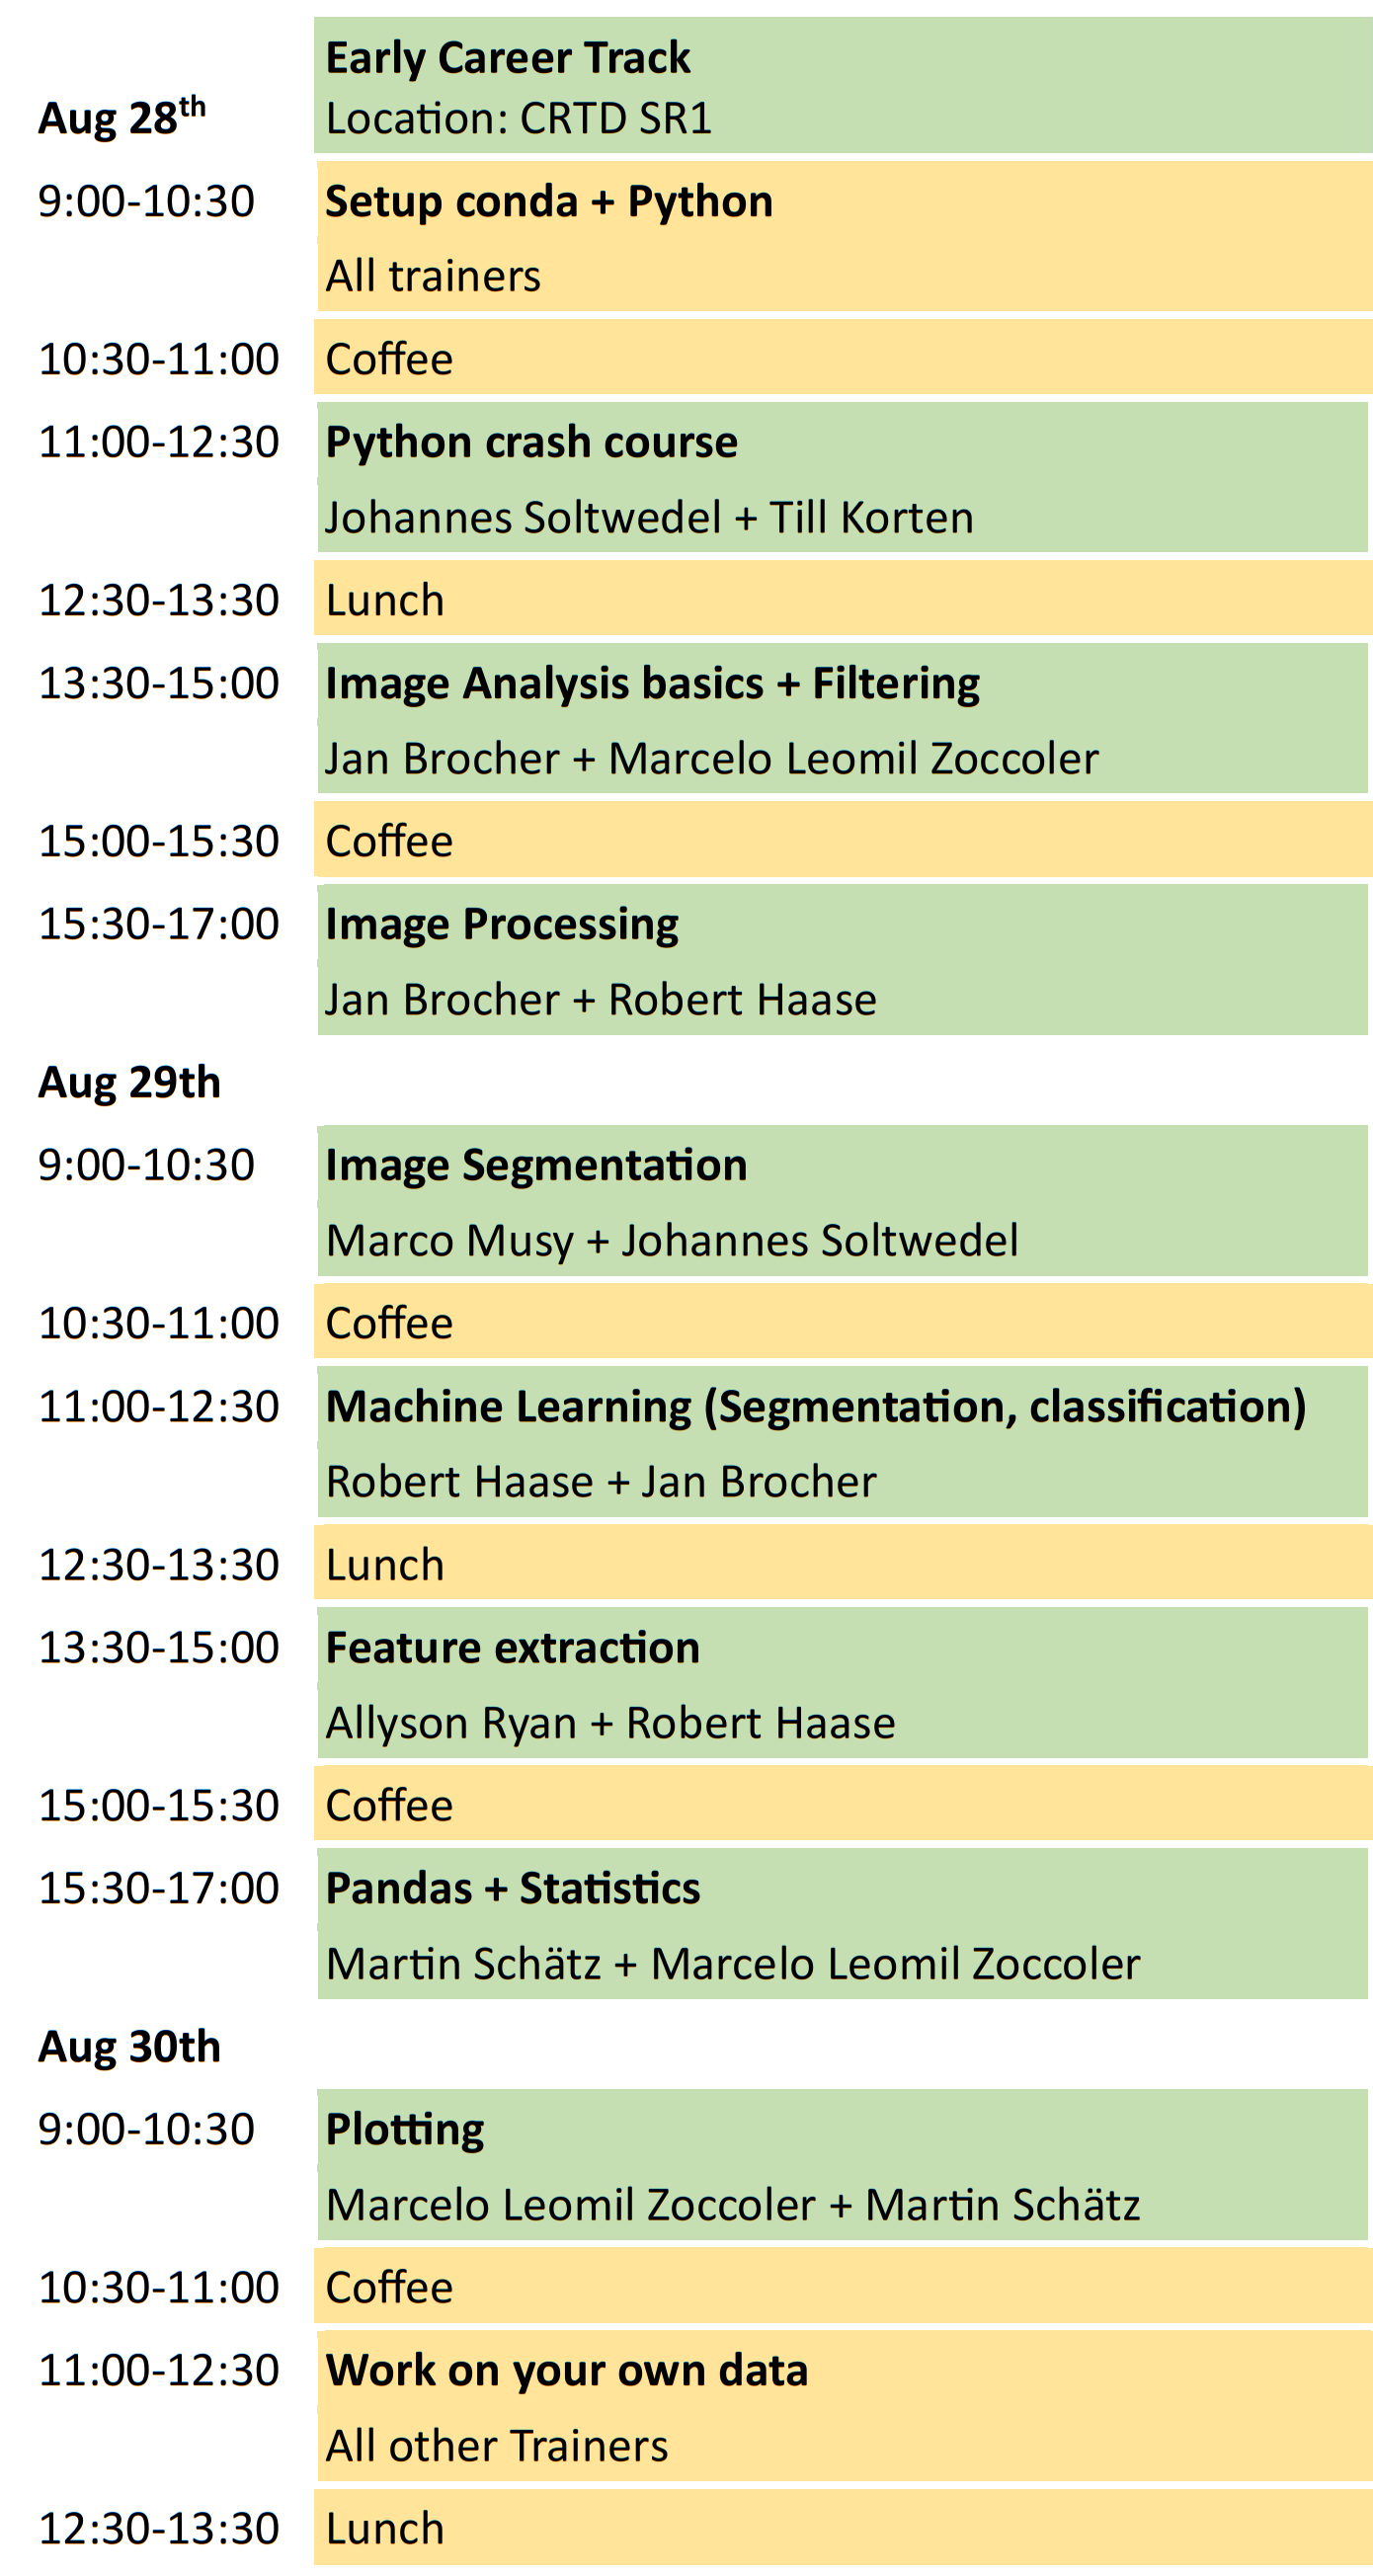 Early Career Track
Aug 28th Location: CRTD SR1
9:00-10:30 Setup conda + Python
All trainers
10:30-11:00 Coffee
11:00-12:30 Python crash course
Johannes Soltwedel + Till Korten
12:30-13:30 Lunch
13:30-15:00 Image Analysis basics + Filtering
Jan Brocher + Marcelo Leomil Zoccoler
15:00-15:30 Coffee
15:30-17:00 Image Processing
Jan Brocher + Robert Haase
Aug 29th
9:00-10:30 Image Segmentation
Marco Musy + Johannes Soltwedel
10:30-11:00 Coffee
11:00-12:30 Machine Learning (Segmentation, classification)
Robert Haase + Jan Brocher
12:30-13:30 Lunch
13:30-15:00 Feature extraction
Allyson Ryan + Robert Haase
15:00-15:30 Coffee
15:30-17:00 Pandas + Statistics
Martin Schätz + Marcelo Leomil Zoccoler
Aug 30th
9:00-10:30 Plotting
Marcelo Leomil Zoccoler + Martin Schätz
10:30-11:00 Coffee
11:00-12:30 Work on your own data
All other Trainers
12:30-13:30 Lunch